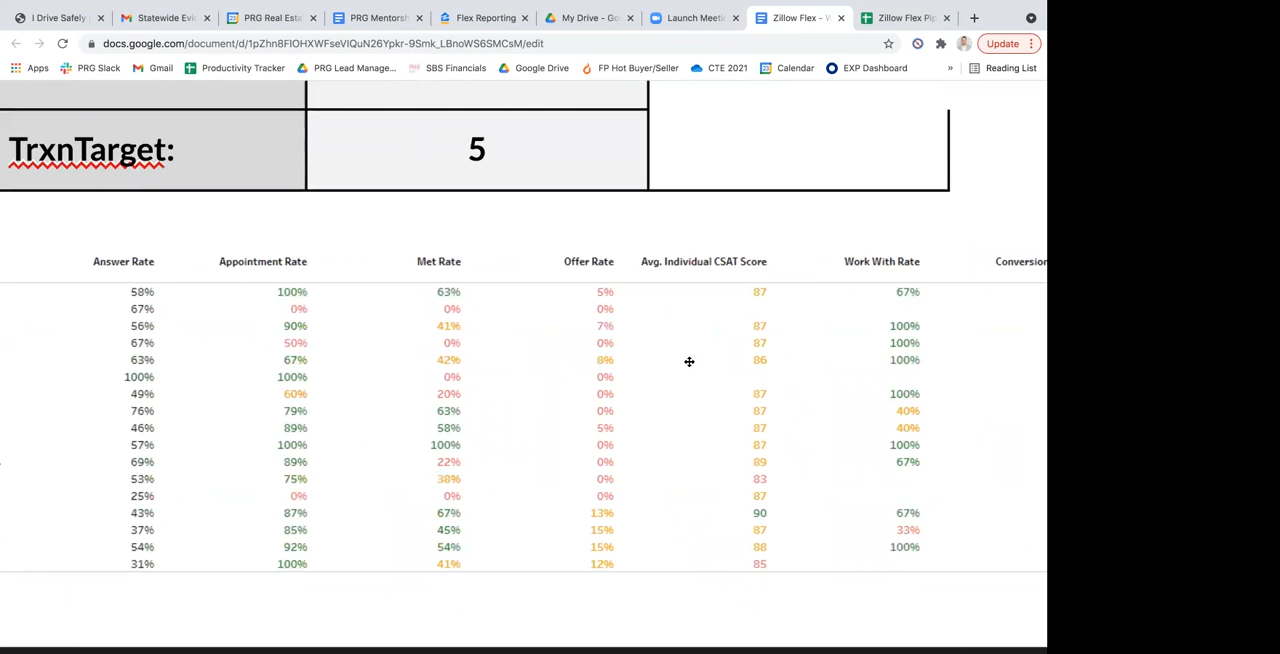 I Drive Safely Statewide Evi PRG Real Esta PRG Mentorsh Flex Reporting My Drive - Go Launch Meeti Zillow Flex - W Zillow Flex Pip
docs.google.com/document/d/1pZhn8FIOHXWFseVIQuN26Ypkr-9Smk_LBnoWS6SMCsM/edit Update
Apps PRG Slack Gmail Productivity Tracker PRG Lead Manage... SBS Financials Google Drive FP Hot Buyer/Seller CTE 2021 Calendar EXP Dashboard » Reading List
TrxnTarget: 5
Answer Rate Appointment Rate Met Rate Offer Rate Avg. Individual CSAT Score Work With Rate Conversion
58% 100% 63% 5% 87 67%
67% 0% 0% 0%
56% 90% 41% 7% 87 100%
67% 50% 0% 0% 87 100%
63% 67% 42% 8% 86 100%
100% 100% 0% 0%
49% 60% 20% 0% 87 100%
76% 79% 63% 0% 87 40%
46% 89% 58% 5% 87 40%
57% 100% 100% 0% 87 100%
69% 89% 22% 0% 89 67%
53% 75% 38% 0% 83
25% 0% 0% 0% 87
43% 87% 67% 13% 90 67%
37% 85% 45% 15% 87 33%
54% 92% 54% 15% 88 100%
31% 100% 41% 12% 85